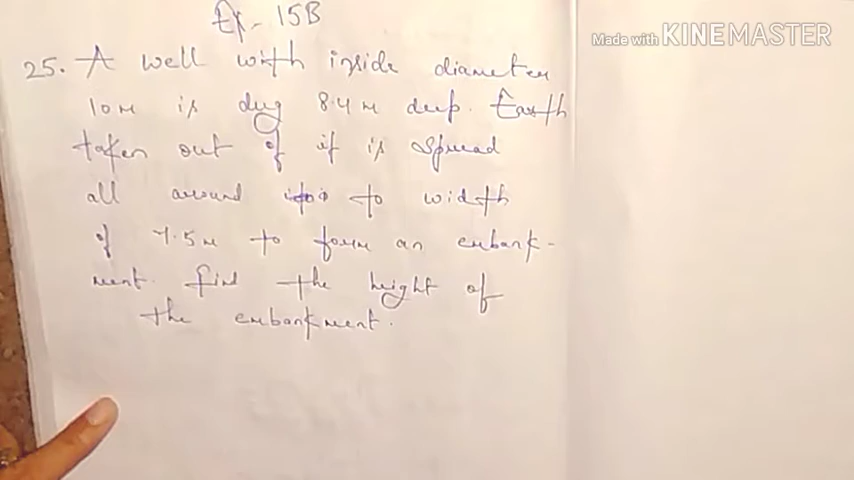 Ex - 15B
Made with KINEMASTER
25. A well with inside diameter
10m is dug 8.4m deep. Earth
taken out of it is spread
all around to width
of 7.5m to form an embank-
ment. find the height of
the embankment.